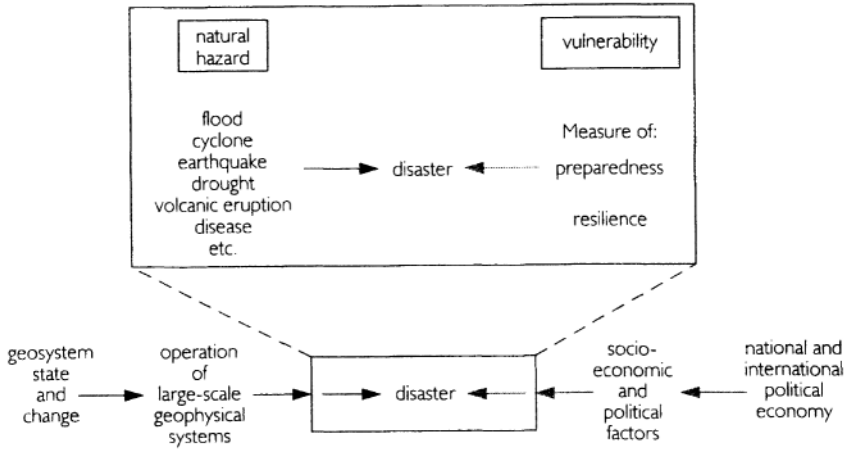 natural
hazard
vulnerability
flood
cyclone
earthquake
drought
volcanic eruption
disease
etc.
disaster
Measure of:
preparedness
resilience
geosystem
state
and
change
operation
of
large-scale
geophysical
systems
disaster
socio-
economic
and
political
factors
national and
international
political
economy